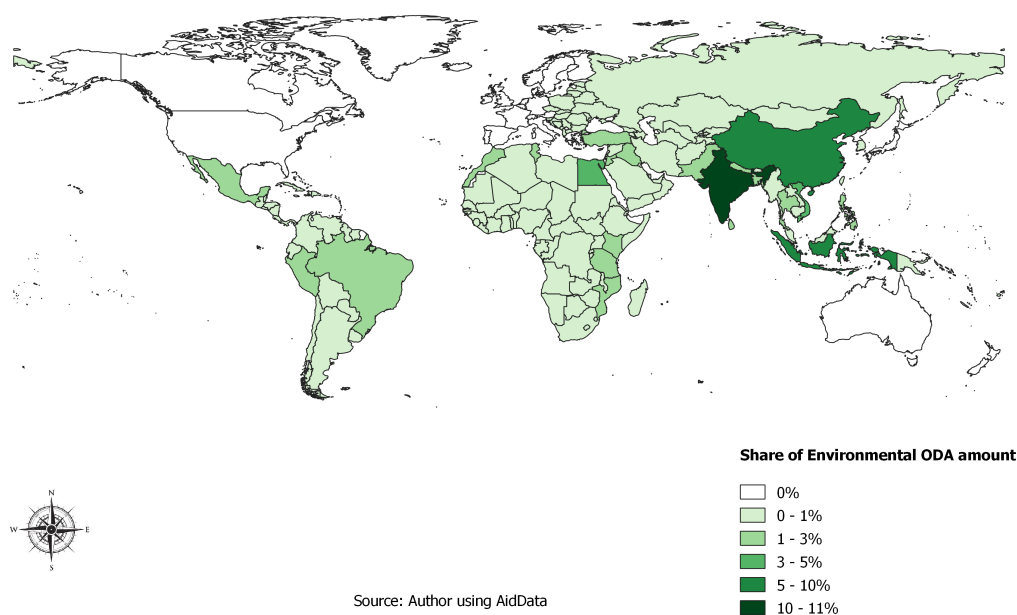 Share of Environmental ODA amount
0%
0 - 1%
1 - 3%
3 - 5%
5 - 10%
10 - 11%
N
W E
S
Source: Author using AidData